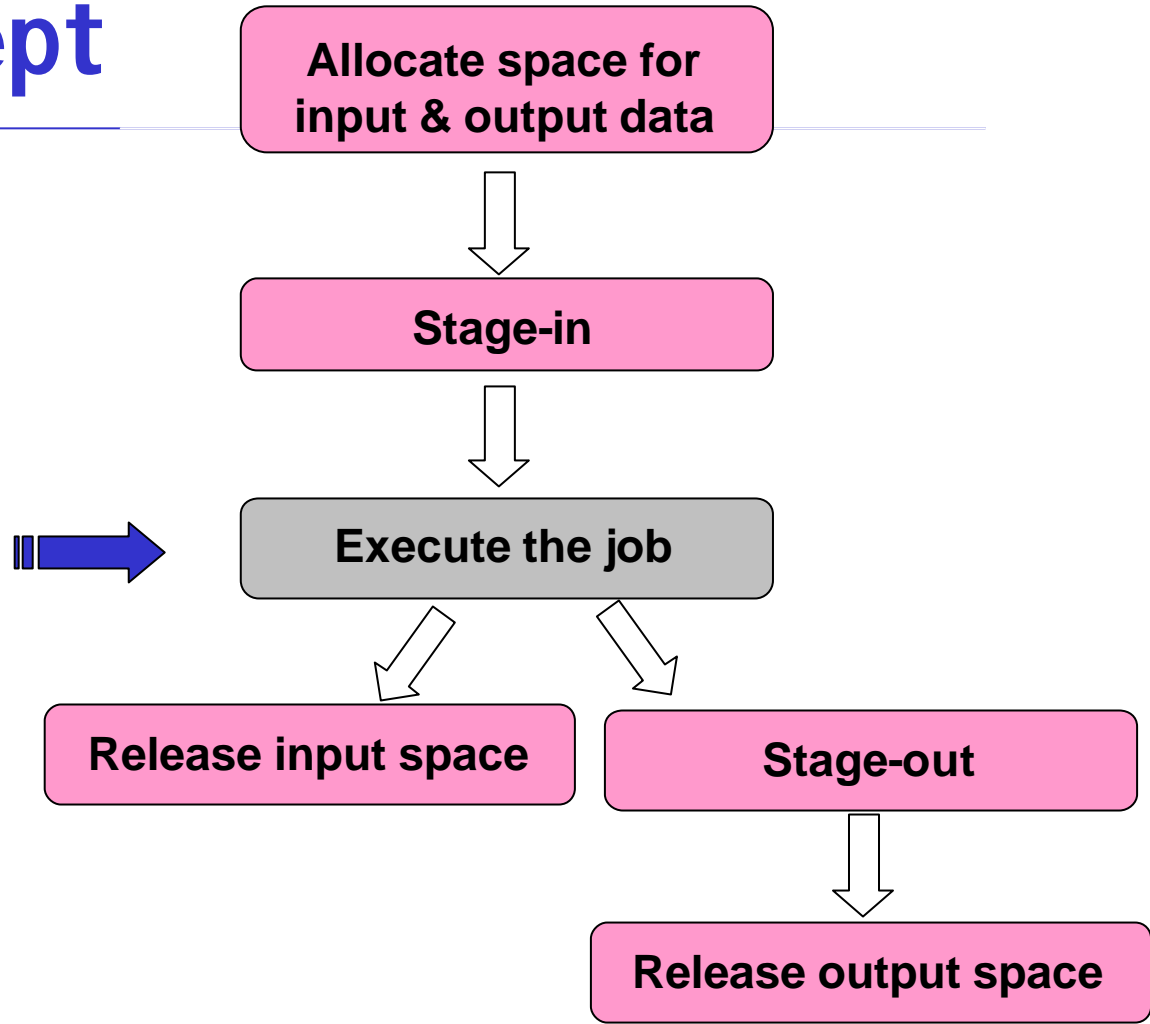 ept
Allocate space for
input & output data
Stage-in
Execute the job
Release input space
Stage-out
Release output space